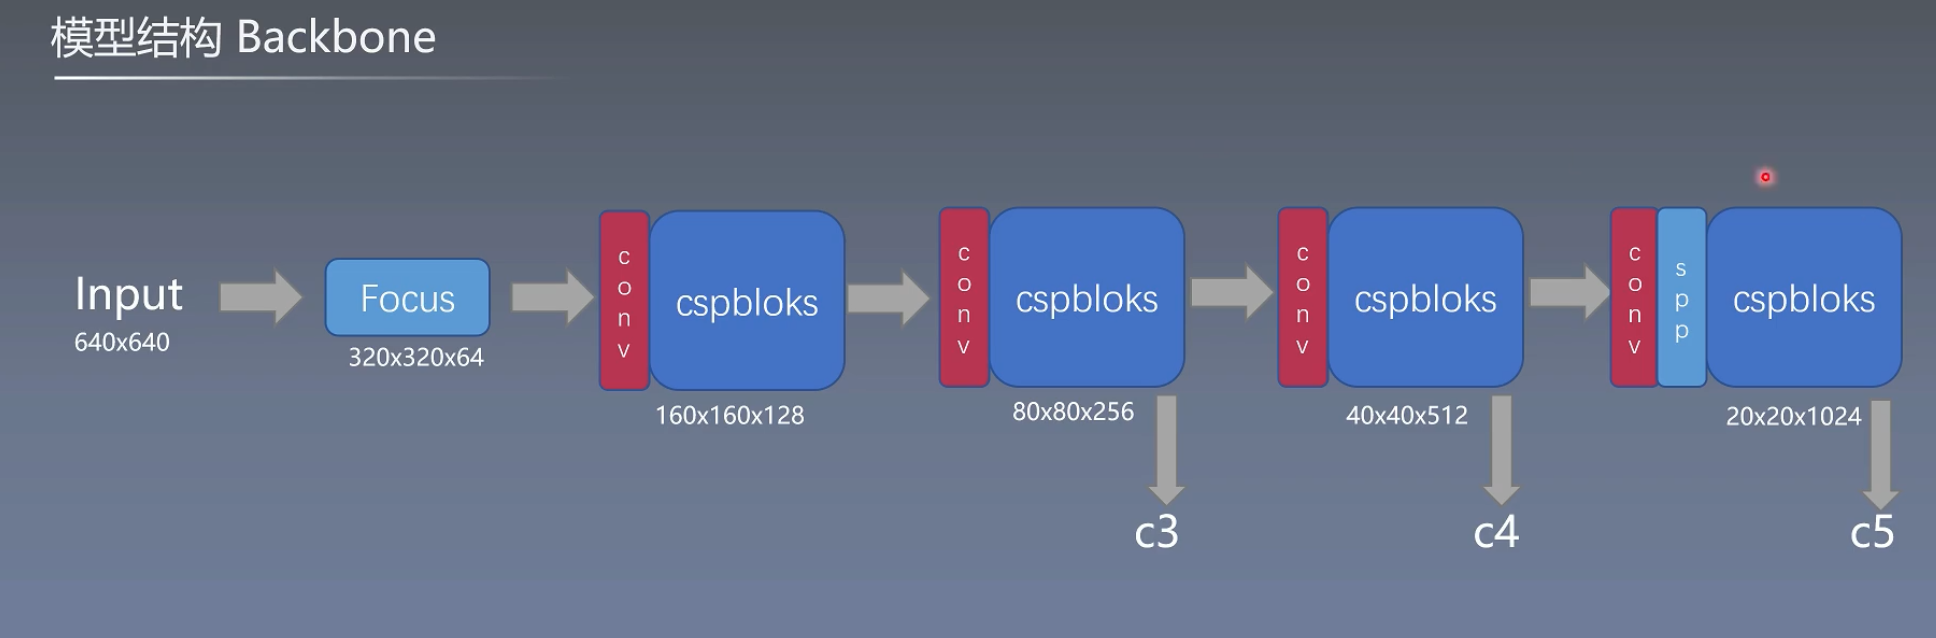 模型结构 Backbone
Input
640x640
Focus
320x320x64
conv
cspbloks
160x160x128
conv
cspbloks
80x80x256
c3
conv
cspbloks
40x40x512
c4
conv
spp
cspbloks
20x20x1024
c5